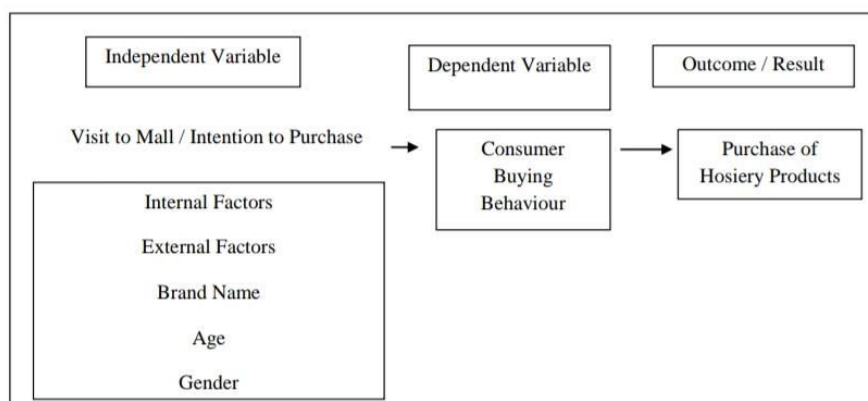 Independent Variable
Dependent Variable
Outcome / Result
Visit to Mall / Intention to Purchase
Consumer
Buying
Behaviour
Purchase of
Hosiery Products
Internal Factors
External Factors
Brand Name
Age
Gender